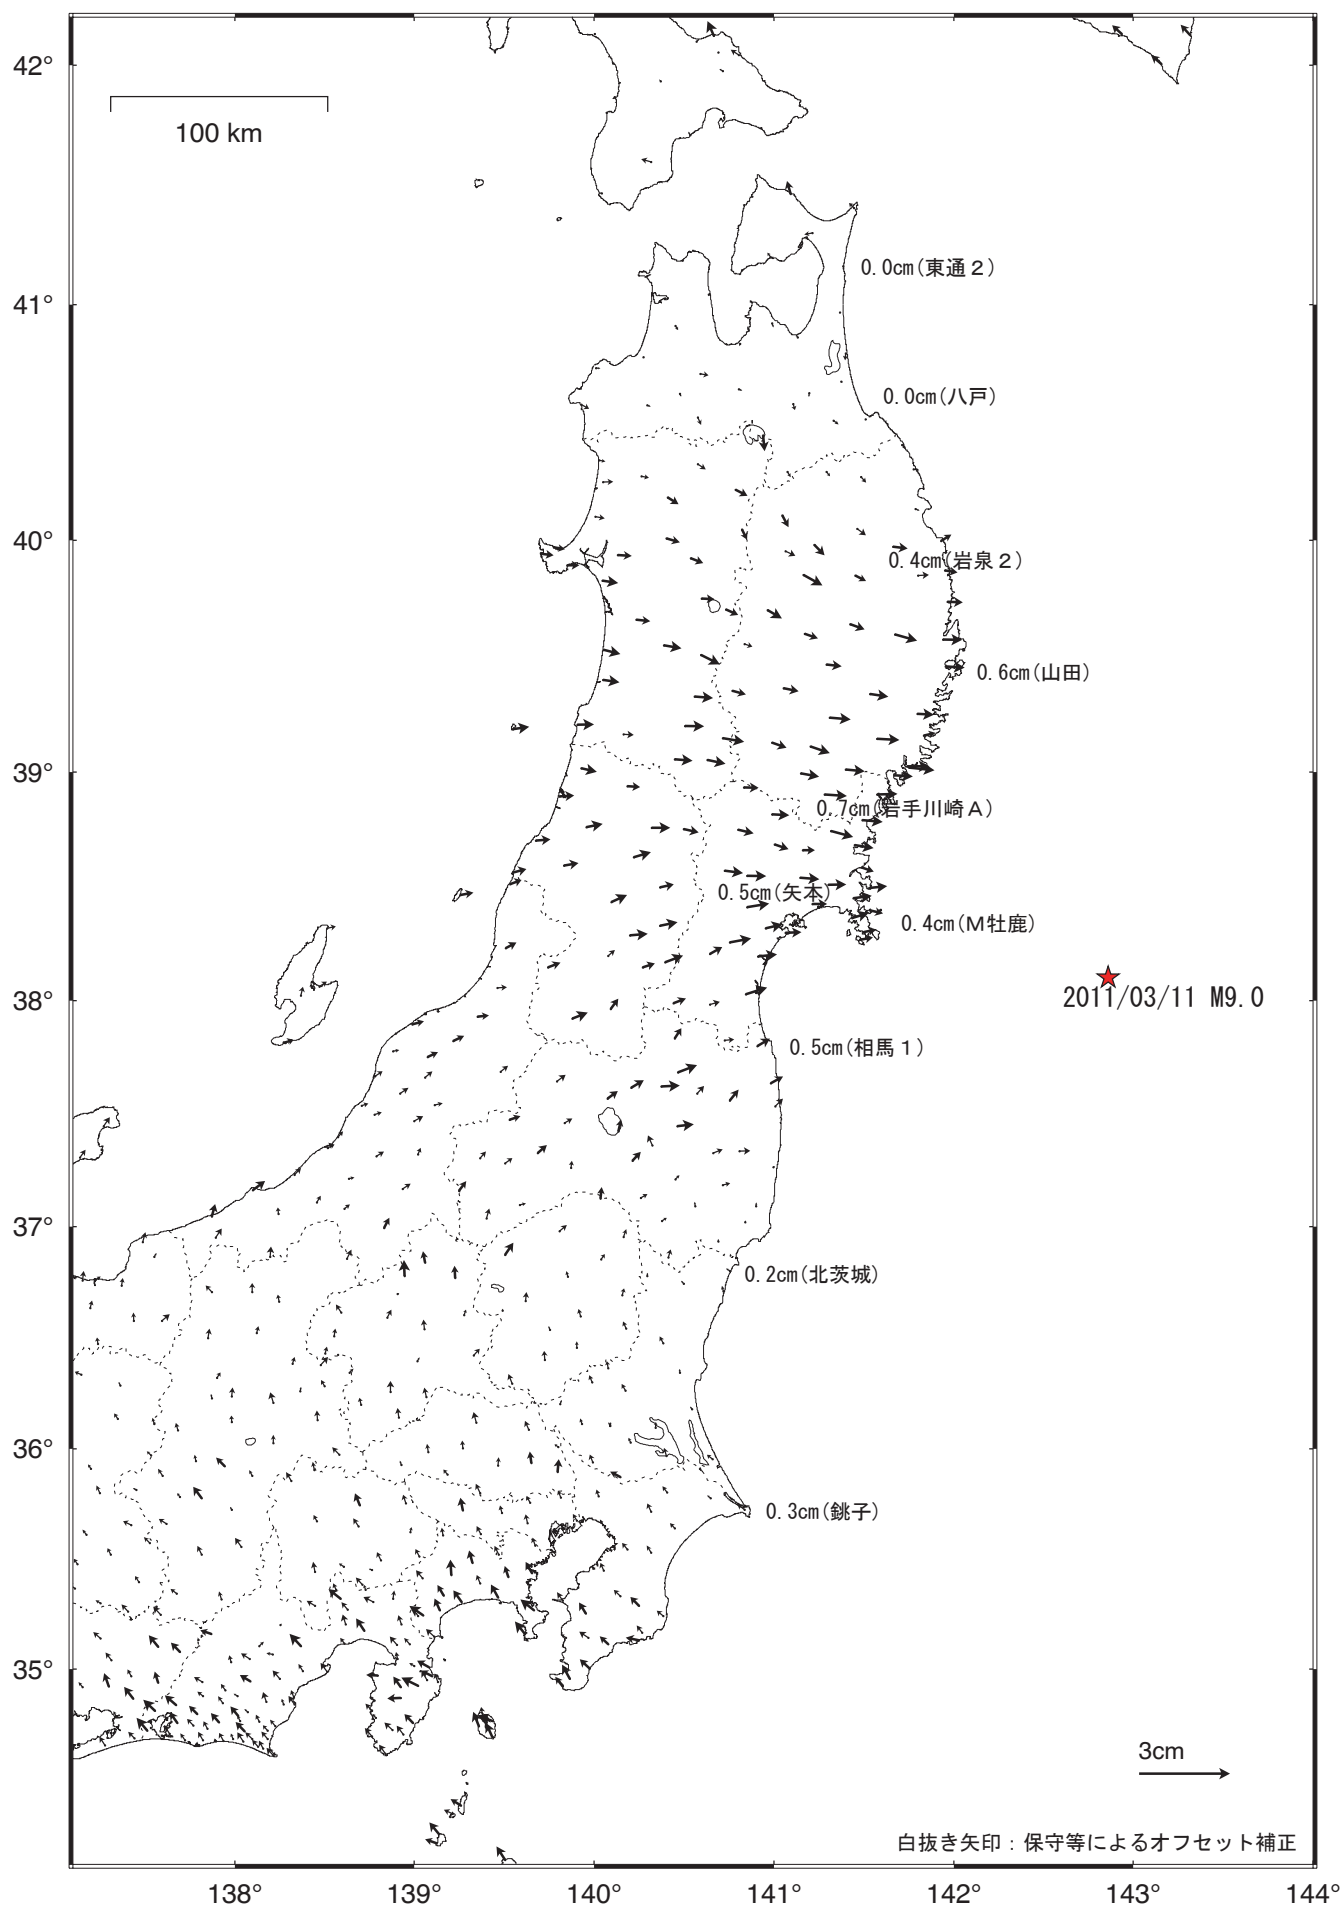 42°
100 km
0.0cm(東通2)
41°
0.0cm(八戸)
40°
0.4cm(岩泉2)
0.6cm(山田)
39°
0.7cm(岩手川崎A)
0.5cm(矢本)
0.4cm(M牡鹿)
38°
2011/03/11 M9.0
0.5cm(相馬1)
37°
0.2cm(北茨城)
36°
0.3cm(銚子)
35°
3cm
白抜き矢印：保守等によるオフセット補正
138° 139° 140° 141° 142° 143° 144°